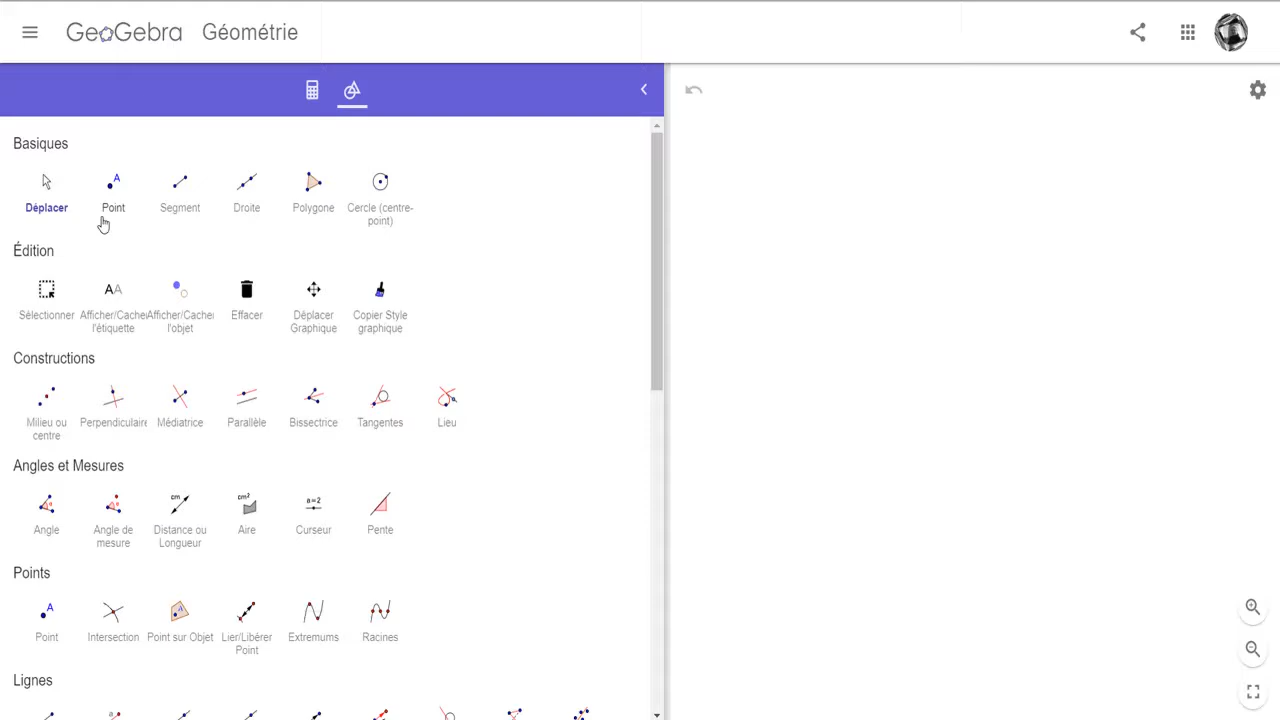 GeoGebra Géométrie
Basiques
Déplacer Point Segment Droite Polygone Cercle (centre-
point)
Édition
Sélectionner Afficher/Cacher Afficher/Cacher Effacer Déplacer Copier Style
l'étiquette l'objet Graphique graphique
Constructions
Milieu ou Perpendiculaire Médiatrice Parallèle Bissectrice Tangentes Lieu
centre
Angles et Mesures
cm cm² a=2
Angle Angle de Distance ou Aire Curseur Pente
mesure Longueur
Points
Point Intersection Point sur Objet Lier/Libérer Extremums Racines
Point
Lignes